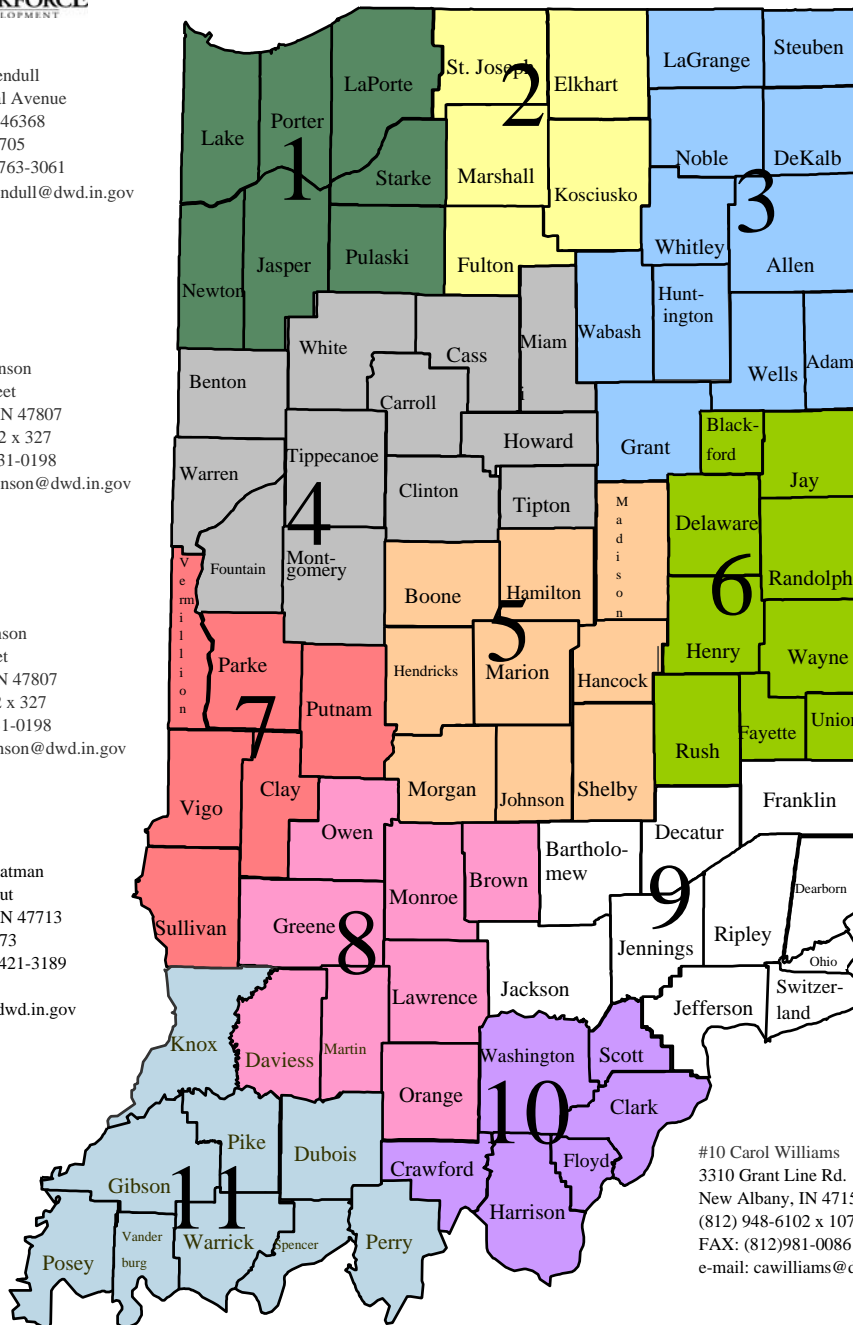 ELOPMENT
endull
al Avenue
46368
705
763-3061
ndull@dwd.in.gov
nson
eet
N 47807
2 x 327
31-0198
nson@dwd.in.gov
nson
et
N 47807
2 x 327
1-0198
nson@dwd.in.gov
atman
ut
N 47713
73
421-3189
dwd.in.gov
LaPorte
St. Joseph
Elkhart
LaGrange
Steuben
Lake
Porter
1
2
Starke
Marshall
Kosciusko
Noble
DeKalb
3
Newton
Jasper
Pulaski
Fulton
Whitley
Allen
White
Cass
Miam
i
Wabash
Hunt-
ington
Wells
Adam
Benton
Carroll
Howard
Grant
Black-
ford
Jay
Warren
Tippecanoe
4
Clinton
Tipton
Madison
Delaware
Randolph
6
Vermillion
Fountain
Mont-
gomery
Boone
Hamilton
5
Henry
Wayne
Parke
7
Putnam
Hendricks
Marion
Hancock
Rush
Fayette
Union
Vigo
Clay
Morgan
Johnson
Shelby
Franklin
Owen
Decatur
Bartholo-
mew
Sullivan
Greene
8
Monroe
Brown
9
Jennings
Ripley
Dearborn
Ohio
Lawrence
Jackson
Jefferson
Switzer-
land
Knox
Daviess
Martin
Orange
Washington
Scott
Clark
10
Gibson
Pike
Dubois
Crawford
Floyd
11
Harrison
Posey
Vander
burg
Warrick
Spencer
Perry
#10 Carol Williams
3310 Grant Line Rd.
New Albany, IN 4715
(812) 948-6102 x 107
FAX: (812)981-0086
e-mail: cawilliams@d